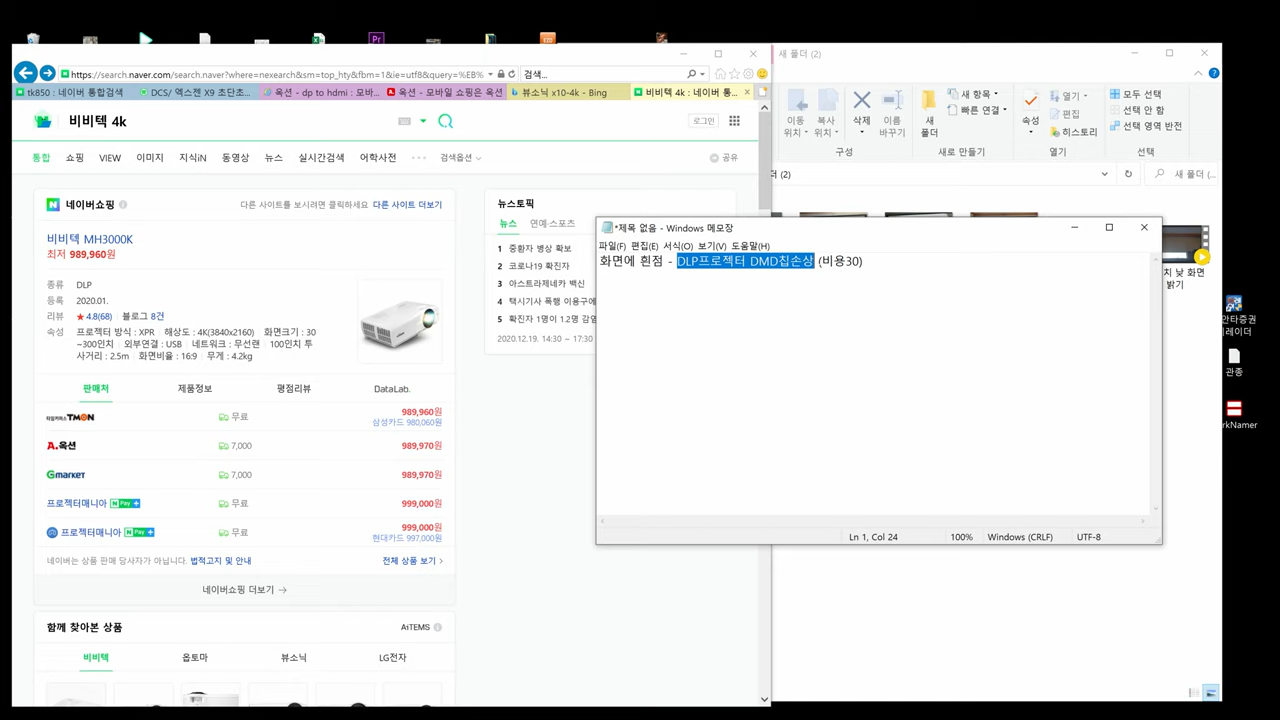 새 폴더 (2)
https://search.naver.com/search.naver?where=nexearch&sm=top_hty&fbm=1&ie=utf8&query=%EB%
검색...
tk850 : 네이버 통합검색
DCS/ 엑스젠 X9 초단초...
옥션 - dp to hdmi : 모바...
옥션 - 모바일 쇼핑은 옥션
뷰소닉 x10-4k - Bing
비비텍 4k : 네이버 통...
비비텍 4k
로그인
통합 쇼핑 VIEW 이미지 지식iN 동영상 뉴스 실시간검색 어학사전 ··· 검색옵션
공유
네이버쇼핑
다른 사이트를 보시려면 클릭하세요 다른 사이트 더보기
비비텍 MH3000K
최저 989,960원
종류 DLP
등록 2020.01.
리뷰 ★ 4.8(68) 블로그 8건
속성 프로젝터 방식 : XPR 해상도 : 4K(3840x2160) 화면크기 : 30
~300인치 외부연결 : USB 네트워크 : 무선랜 100인치 투
사거리 : 2.5m 화면비율 : 16:9 무게 : 4.2kg
판매처 제품정보 평점리뷰 DataLab.
TMON 무료 989,960원
삼성카드 980,060원
A.옥션 7,000 989,970원
Gmarket 7,000 989,970원
프로젝터매니아 N Pay + 무료 999,000원
프로젝터매니아 N Pay + 무료 999,000원
현대카드 997,000원
네이버는 상품 판매 당사자가 아닙니다. 법적고지 및 안내
전체 상품 보기
네이버쇼핑 더보기 →
함께 찾아본 상품
AiTEMS
비비텍 옵토마 뷰소닉 LG전자
뉴스토픽
뉴스 연예·스포츠
1 중환자 병상 확보
2 코로나19 확진자
3 아스트라제네카 백신
4 택시기사 폭행 이용구에
5 확진자 1명이 1.2명 감염
2020.12.19. 14:30 ~ 17:30
이동
위치
복사
위치
삭제
이름
바꾸기
구성
새
폴더
새 항목
빠른 연결
새로 만들기
속성
열기
편집
히스토리
열기
모두 선택
선택 안 함
선택 영역 반전
선택
더 (2)
새 폴더 (...
*제목 없음 - Windows 메모장
파일(F) 편집(E) 서식(O) 보기(V) 도움말(H)
화면에 흰점 - DLP프로젝터 DMD칩손상 (비용30)
Ln 1, Col 24
100%
Windows (CRLF)
UTF-8
치 낮 화면
밝기
안타증권
레이더
관종
rkNamer
Pr